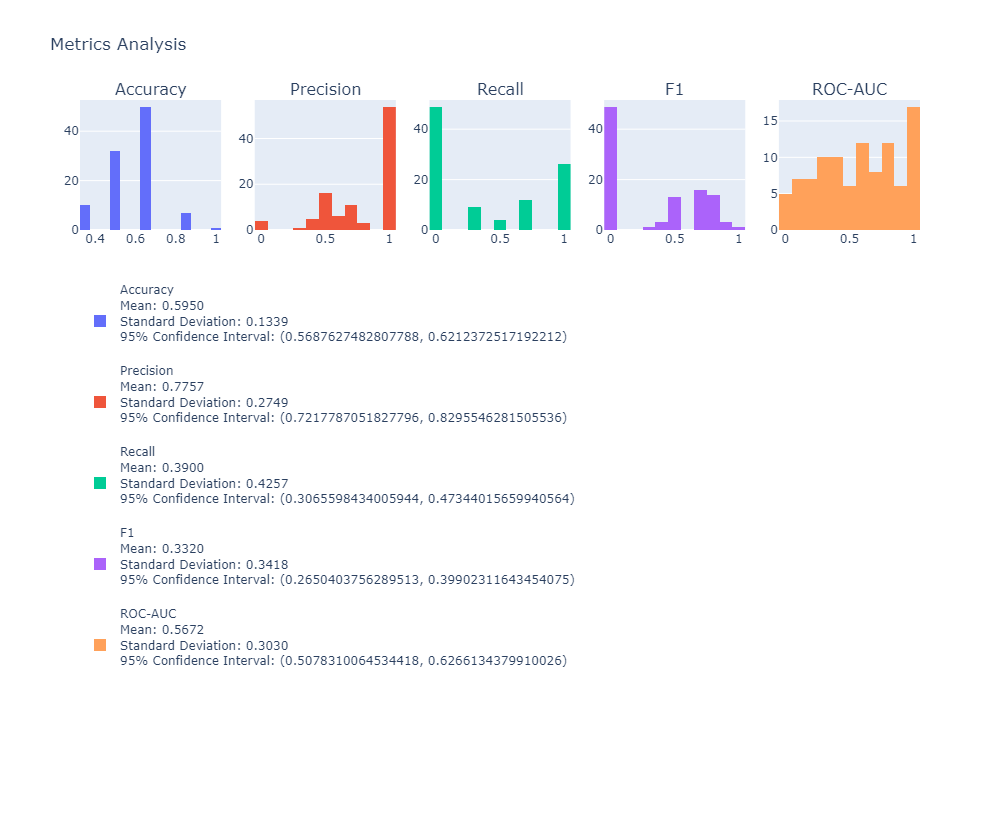 Metrics Analysis
Accuracy Precision Recall F1 ROC-AUC
40
20
0
0.4 0.6 0.8 1
40
20
0
0 0.5 1
40
20
0
0 0.5 1
40
20
0
0 0.5 1
15
10
5
0
0 0.5 1
Accuracy
Mean: 0.5950
Standard Deviation: 0.1339
95% Confidence Interval: (0.5687627482807788, 0.6212372517192212)
Precision
Mean: 0.7757
Standard Deviation: 0.2749
95% Confidence Interval: (0.7217787051827796, 0.8295546281505536)
Recall
Mean: 0.3900
Standard Deviation: 0.4257
95% Confidence Interval: (0.3065598434005944, 0.47344015659940564)
F1
Mean: 0.3320
Standard Deviation: 0.3418
95% Confidence Interval: (0.2650403756289513, 0.39902311643454075)
ROC-AUC
Mean: 0.5672
Standard Deviation: 0.3030
95% Confidence Interval: (0.5078310064534418, 0.6266134379910026)